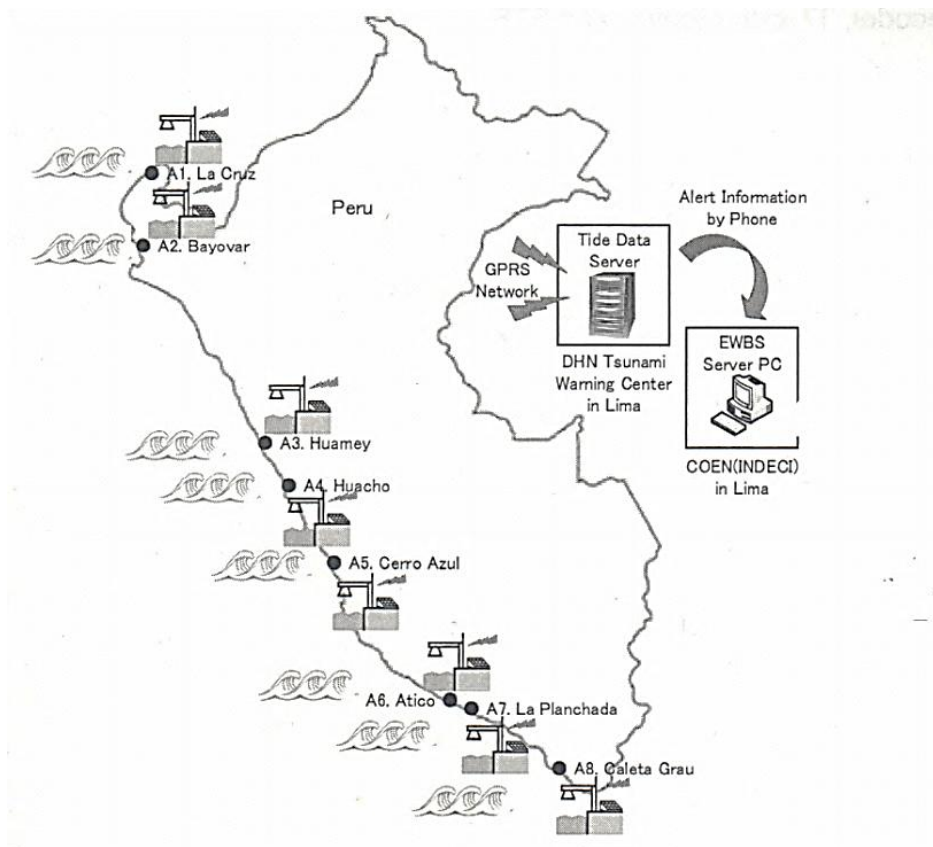 A1. La Cruz
Peru
Alert Information
by Phone
A2. Bayovar
Tide Data
Server
GPRS
Network
EWBS
Server PC
DHN Tsunami
Warning Center
in Lima
A3. Huamey
COEN(INDECI)
in Lima
A4. Huacho
A5. Cerro Azul
A6. Atico
A7. La Planchada
A8. Caleta Grau